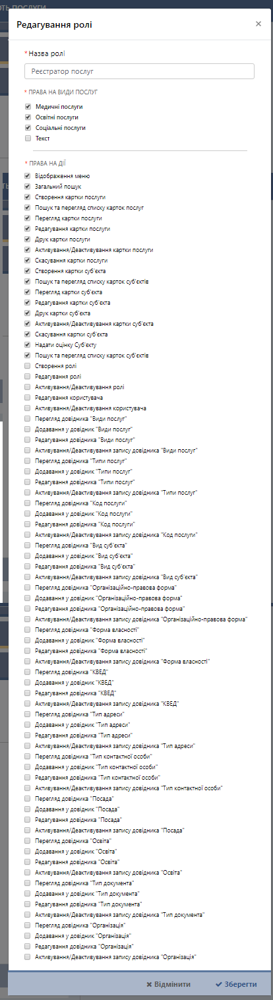 ТЬ ПОСЛУГИ
Редагування ролі
×
* Назва ролі
Реєстратор послуг
* ПРАВА НА ВИДИ ПОСЛУГ
Медичні послуги
Освітні послуги
Соціальні послуги
Текст
* ПРАВА НА ДІЇ
Відображення меню
Загальний пошук
Створення картки послуги
Пошук та перегляд списку карток послуг
Перегляд картки послуги
Редагування картки послуги
Друк картки послуги
Активування/Деактивування картки послуги
Скасування картки послуги
Створення картки суб'єкта
Пошук та перегляд списку карток суб'єктів
Перегляд картки суб'єкта
Редагування картки суб'єкта
Друк картки суб'єкта
Активування/Деактивування картки суб'єкта
Скасування картки суб'єкта
Надати оцінку Суб'єкту
Пошук та перегляд списку карток суб'єктів
Створення ролі
Редагування ролі
Активування/Деактивування ролі
Редагування користувача
Активування/Деактивування користувача
Перегляд довідника "Види послуг"
Додавання у довідник "Види послуг"
Редагування довідника "Види послуг"
Активування/Деактивування запису довідника "Види послуг"
Перегляд довідника "Типи послуг"
Додавання у довідник "Типи послуг"
Редагування довідника "Типи послуг"
Активування/Деактивування запису довідника "Типи послуг"
Перегляд довідника "Код послуги"
Додавання у довідник "Код послуги"
Редагування довідника "Код послуги"
Активування/Деактивування запису довідника "Код послуги"
Перегляд довідника "Вид суб'єкта"
Додавання у довідник "Вид суб'єкта"
Редагування довідника "Вид суб'єкта"
Активування/Деактивування запису довідника "Вид суб'єкта"
Перегляд довідника "Організаційно-правова форма"
Додавання у довідник "Організаційно-правова форма"
Редагування довідника "Організаційно-правова форма"
Активування/Деактивування запису довідника "Організаційно-правова форма"
Перегляд довідника "Форма власності"
Додавання у довідник "Форма власності"
Редагування довідника "Форма власності"
Активування/Деактивування запису довідника "Форма власності"
Перегляд довідника "КВЕД"
Додавання у довідник "КВЕД"
Редагування довідника "КВЕД"
Активування/Деактивування запису довідника "КВЕД"
Перегляд довідника "Тип адреси"
Додавання у довідник "Тип адреси"
Редагування довідника "Тип адреси"
Активування/Деактивування запису довідника "Тип адреси"
Перегляд довідника "Тип контактної особи"
Додавання у довідник "Тип контактної особи"
Редагування довідника "Тип контактної особи"
Активування/Деактивування запису довідника "Тип контактної особи"
Перегляд довідника "Посада"
Додавання у довідник "Посада"
Редагування довідника "Посада"
Активування/Деактивування запису довідника "Посада"
Перегляд довідника "Освіта"
Додавання у довідник "Освіта"
Редагування довідника "Освіта"
Активування/Деактивування запису довідника "Освіта"
Перегляд довідника "Тип документа"
Додавання у довідник "Тип документа"
Редагування довідника "Тип документа"
Активування/Деактивування запису довідника "Тип документа"
Перегляд довідника "Організація"
Додавання у довідник "Організація"
Редагування довідника "Організація"
Активування/Деактивування запису довідника "Організація"
Відмінити Зберегти